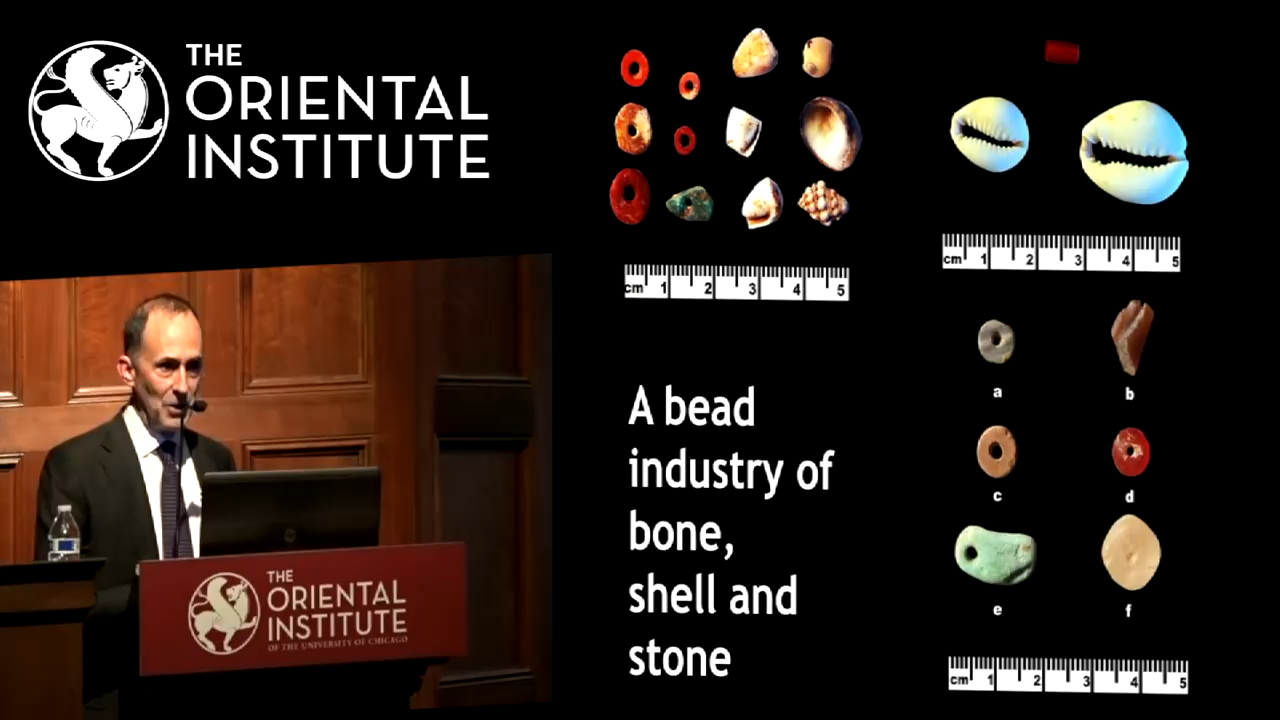 THE
ORIENTAL
INSTITUTE
cm 1 2 3 4 5
cm 1 2 3 4 5
A bead
industry of
bone,
shell and
stone
a b
c d
e f
cm 1 2 3 4 5
THE
ORIENTAL
INSTITUTE
OF THE UNIVERSITY OF CHICAGO